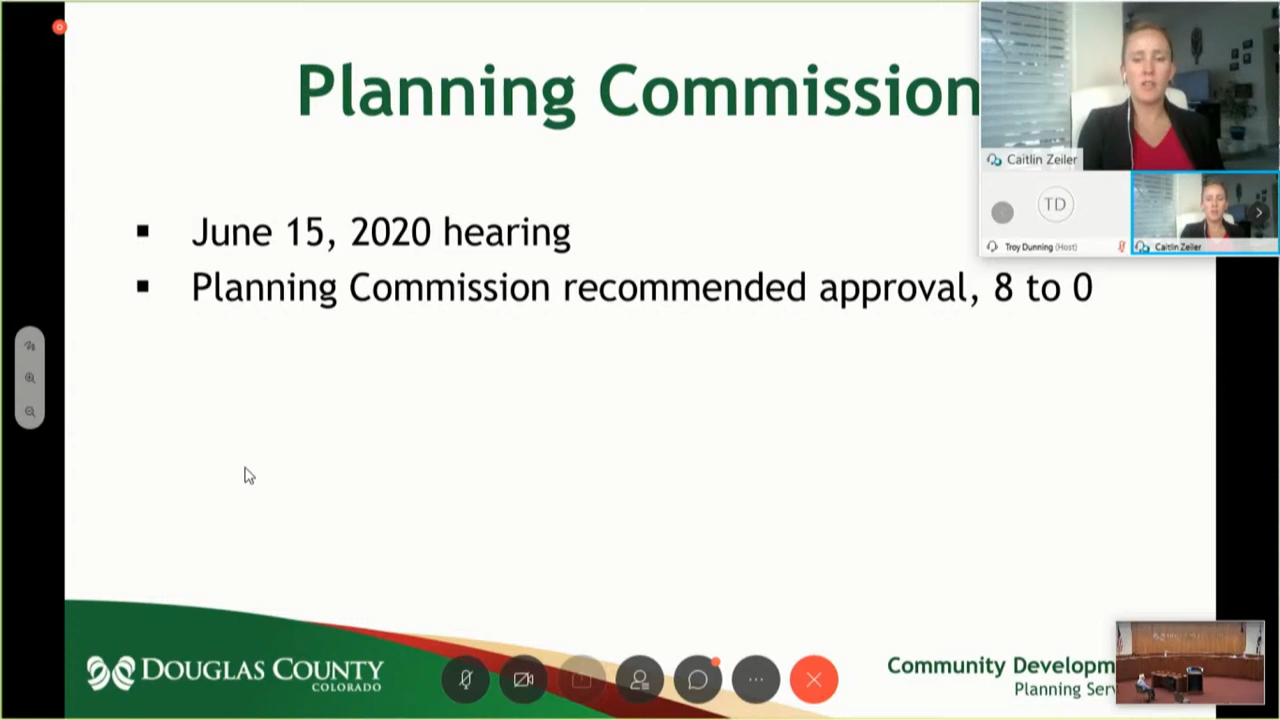 Planning Commission
Caitlin Zeiler
TD
Troy Dunning (Host)
Caitlin Zeiler
June 15, 2020 hearing
Planning Commission recommended approval, 8 to 0
DOUGLAS COUNTY
COLORADO
Community Developm
Planning Ser